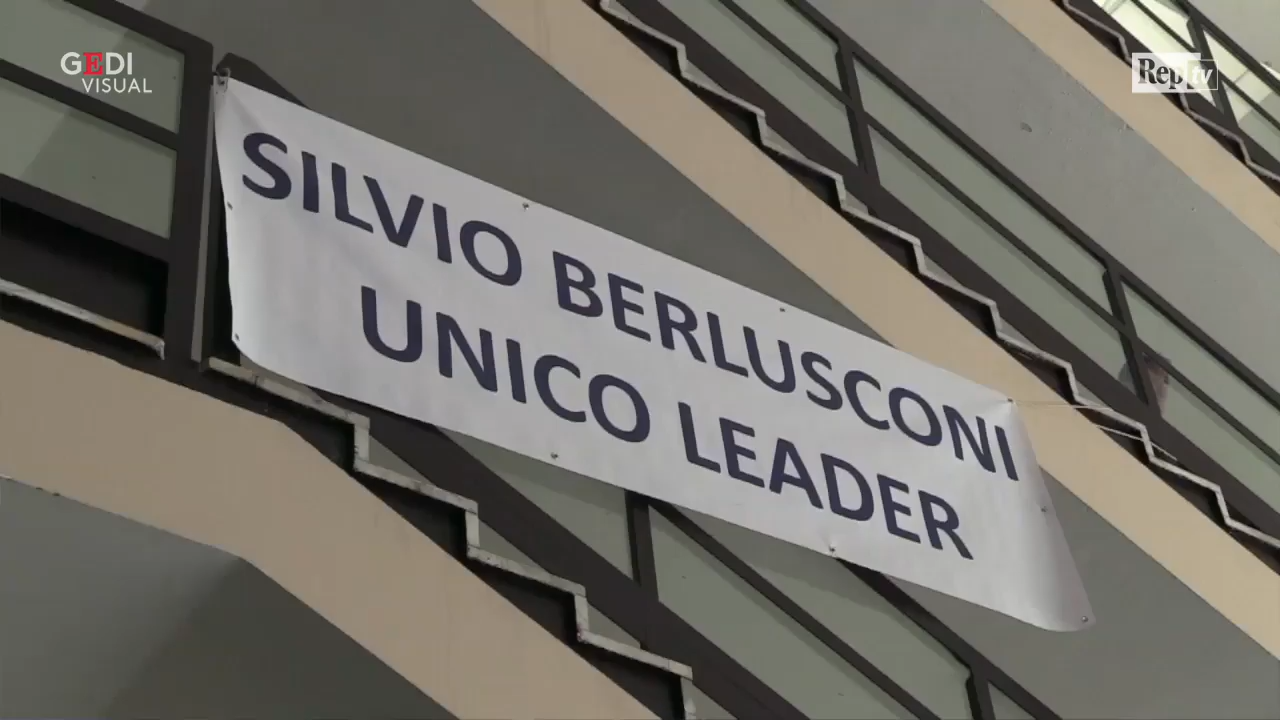 GEDI
VISUAL
Rep tv
SILVIO BERLUSCONI
UNICO LEADER